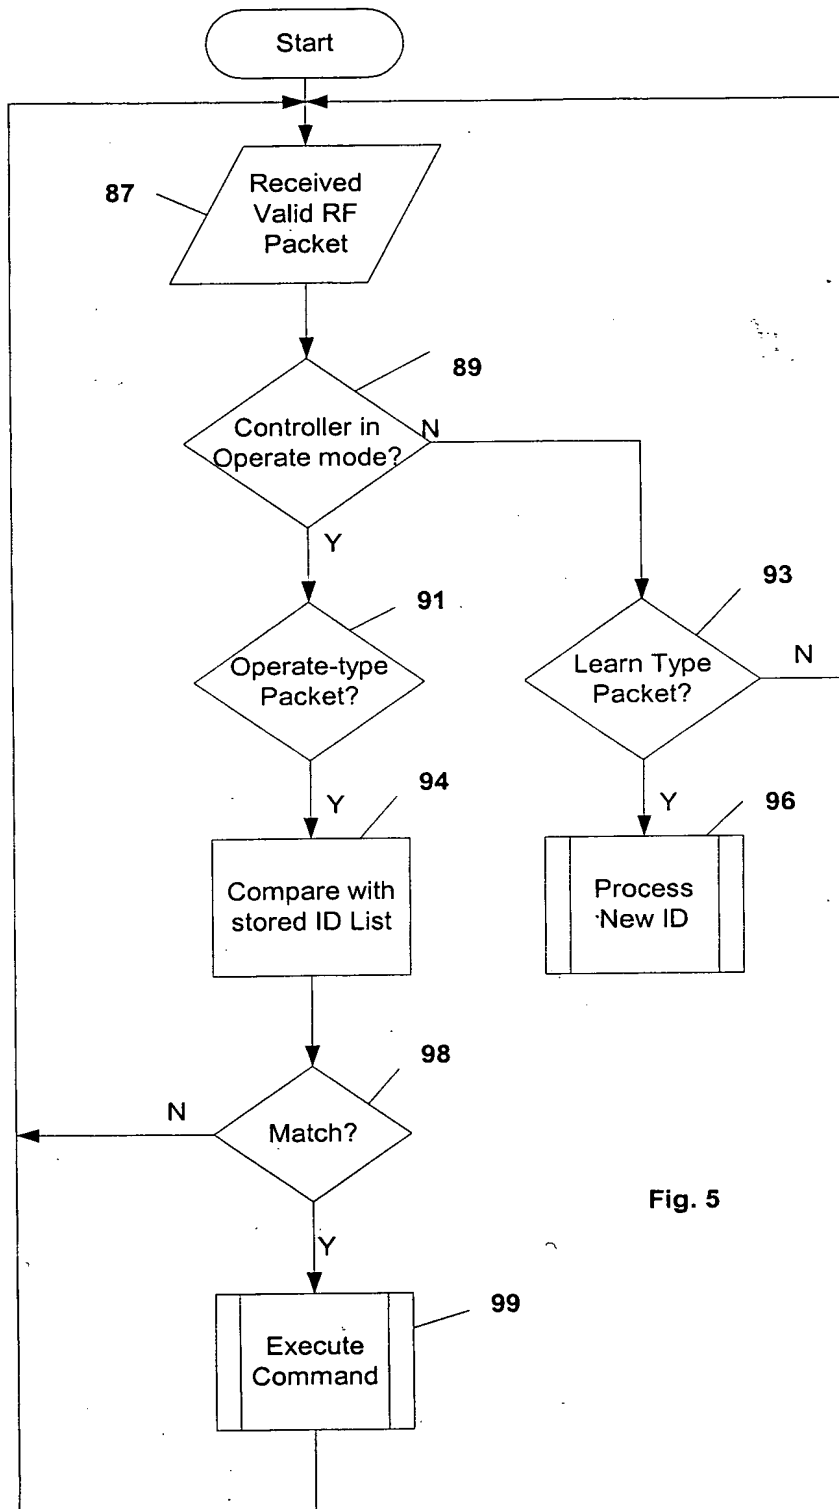 Start
87
Received
Valid RF
Packet
89
Controller in
Operate mode?
N
Y
91
Operate-type
Packet?
93
Learn Type
Packet?
N
Y
94
Compare with
stored ID List
Y
96
Process
New ID
98
Match?
N
Y
Fig. 5
99
Execute
Command